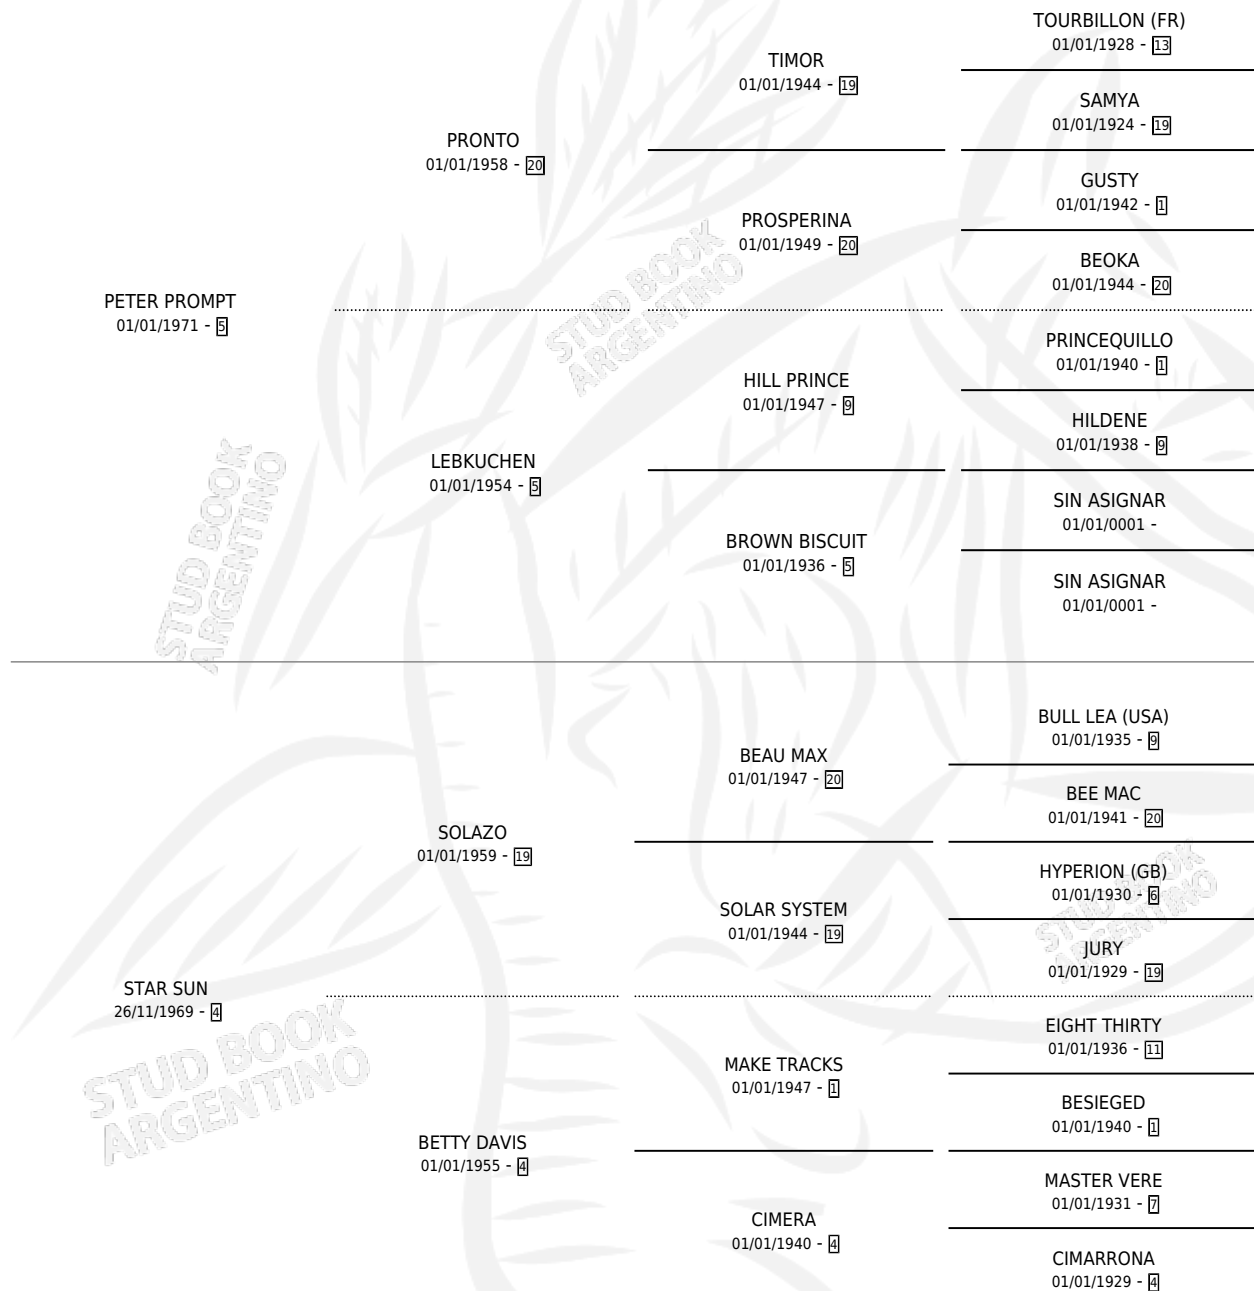 TOURBILLON (FR)
01/01/1928 - 13
TIMOR
01/01/1944 - 19
SAMYA
01/01/1924 - 19
PRONTO
01/01/1958 - 20
GUSTY
01/01/1942 - 1
PROSPERINA
01/01/1949 - 20
BEOKA
01/01/1944 - 20
PETER PROMPT
01/01/1971 - 5
PRINCEQUILLO
01/01/1940 - 1
HILL PRINCE
01/01/1947 - 9
HILDENE
01/01/1938 - 9
LEBKUCHEN
01/01/1954 - 5
SIN ASIGNAR
01/01/0001 -
BROWN BISCUIT
01/01/1936 - 5
SIN ASIGNAR
01/01/0001 -
BULL LEA (USA)
01/01/1935 - 9
BEAU MAX
01/01/1947 - 20
BEE MAC
01/01/1941 - 20
SOLAZO
01/01/1959 - 19
HYPERION (GB)
01/01/1930 - 6
SOLAR SYSTEM
01/01/1944 - 19
JURY
01/01/1929 - 19
STAR SUN
26/11/1969 - 4
EIGHT THIRTY
01/01/1936 - 11
MAKE TRACKS
01/01/1947 - 1
BESIEGED
01/01/1940 - 1
BETTY DAVIS
01/01/1955 - 4
MASTER VERE
01/01/1931 - 7
CIMERA
01/01/1940 - 4
CIMARRONA
01/01/1929 - 4
STUD BOOK
ARGENTINO
STUD BOOK
ARGENTINO
STUD BOOK
ARGENTINO
STUD BOOK
ARGENTINO